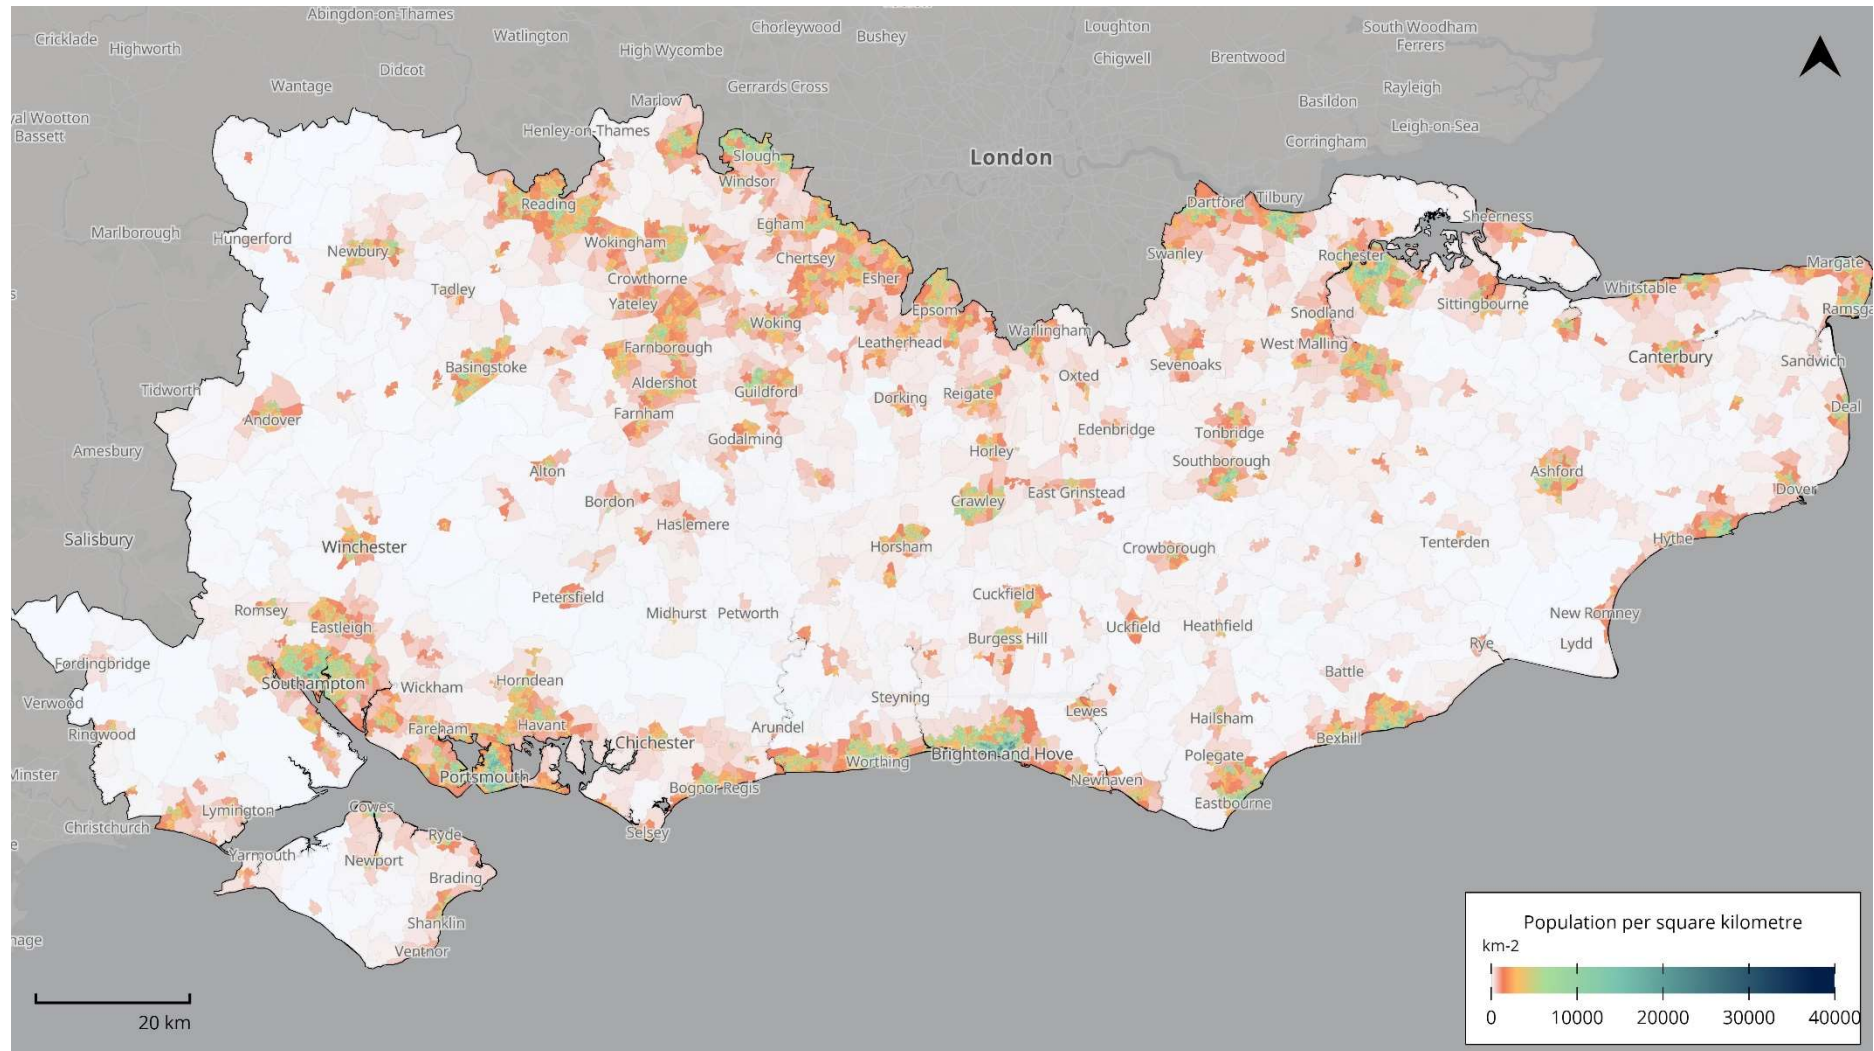 Abingdon-on-Thames
Cricklade
Highworth
Watlington
Chorleywood
Bushey
Loughton
South Woodham
Ferrers
High Wycombe
Chigwell
Brentwood
Didcot
Wantage
Gerrards Cross
Rayleigh
Marlow
Basildon
Bassett
Henley-on-Thames
Leigh-on-Sea
Corringham
London
Slough
Windsor
Dartford
Tilbury
Reading
Sheerness
Marlborough
Hungerford
Egham
Newbury
Wokingham
Chertsey
Swanley
Rochester
Margate
Crowthorne
Esher
Tadley
Yateley
Whitstable
Sittingbourne
Epsom
Snodland
Woking
Warlingham
Farnborough
Leatherhead
West Malling
Canterbury
Basingstoke
Sevenoaks
Sandwich
Oxted
Tidworth
Aldershot
Guildford
Dorking
Reigate
Deal
Andover
Farnham
Edenbridge
Tonbridge
Godalming
Amesbury
Horley
Southborough
Alton
Ashford
Dover
Bordon
Crawley
East Grinstead
Haslemere
Salisbury
Winchester
Horsham
Crowborough
Tenterden
Hythe
Petersfield
Cuckfield
Romsey
Midhurst
Petworth
New Romney
Eastleigh
Uckfield
Heathfield
Burgess Hill
Rye
Lydd
Fordingbridge
Battle
Southampton
Wickham
Horndean
Steyning
Verwood
Lewes
Ringwood
Fareham
Havant
Arundel
Hailsham
Chichester
Bexhill
Brighton and Hove
Polegate
Worthing
Portsmouth
Newhaven
Bognor Regis
Eastbourne
Lymington
Cowes
Christchurch
Selsey
Ryde
Yarmouth
Newport
Brading
Shanklin
Ventnor
Population per square kilometre
km-2
0 10000 20000 30000 40000
20 km